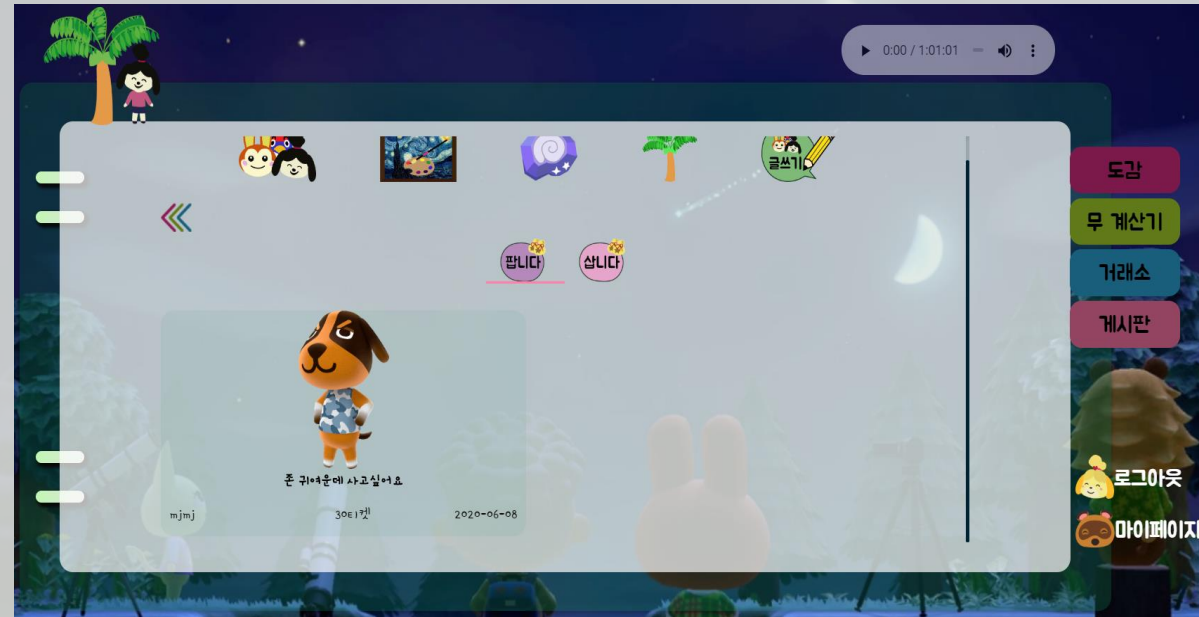 0:00 / 1:01:01
글쓰기
도감
무 계산기
거래소
게시판
팝니다
삽니다
존 귀여운데 사고싶어요
mjmj
30티켓
2020-06-08
로그아웃
마이페이지